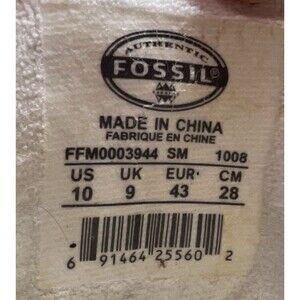 AUTHENTIC
FOSSIL®
MADE IN CHINA
FABRIQUE EN CHINE
FFM0003944 SM 1008
US UK EUR CM
10 9 43 28
6 91464 25560 2